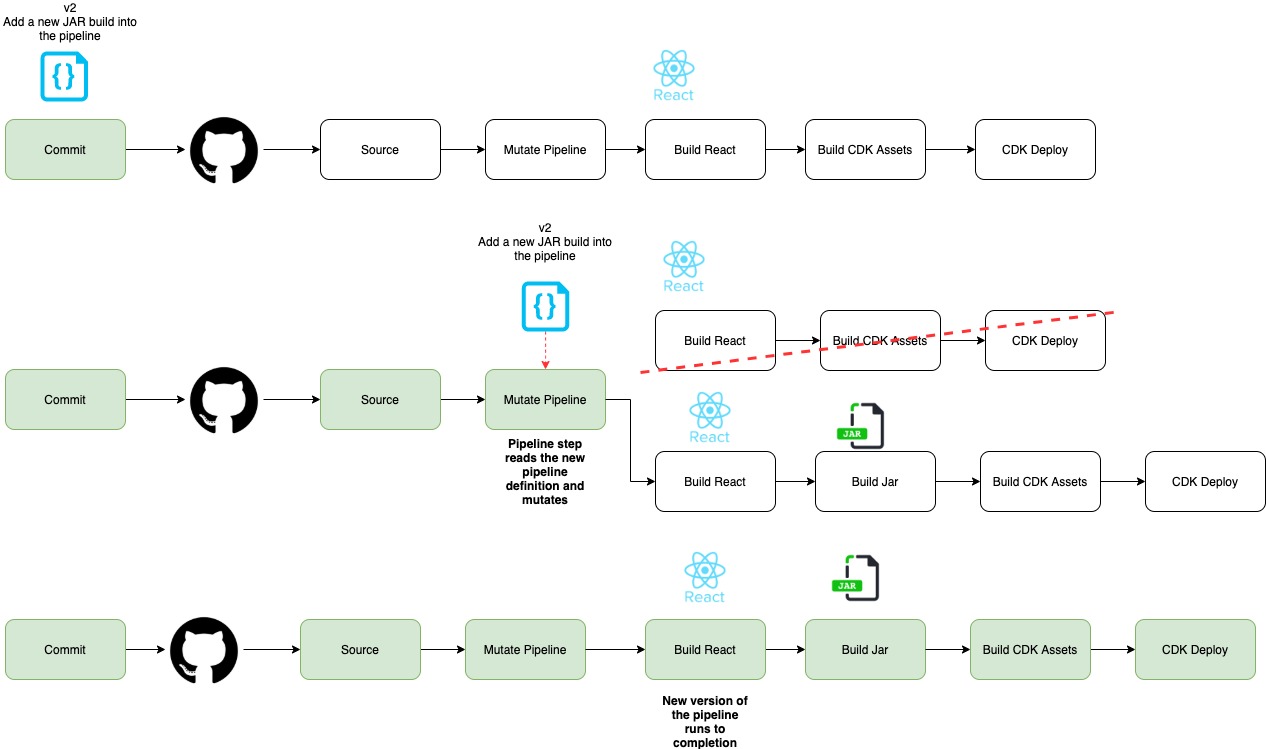 v2
Add a new JAR build into
the pipeline
{}
React
Commit
Source
Mutate Pipeline
Build React
Build CDK Assets
CDK Deploy
v2
Add a new JAR build into
the pipeline
{}
React
Build React
Build CDK Assets
CDK Deploy
Commit
Source
Mutate Pipeline
Pipeline step
reads the new
pipeline
definition and
mutates
React
JAR
Build React
Build Jar
Build CDK Assets
CDK Deploy
React
JAR
Commit
Source
Mutate Pipeline
Build React
Build Jar
Build CDK Assets
CDK Deploy
New version of
the pipeline
runs to
completion